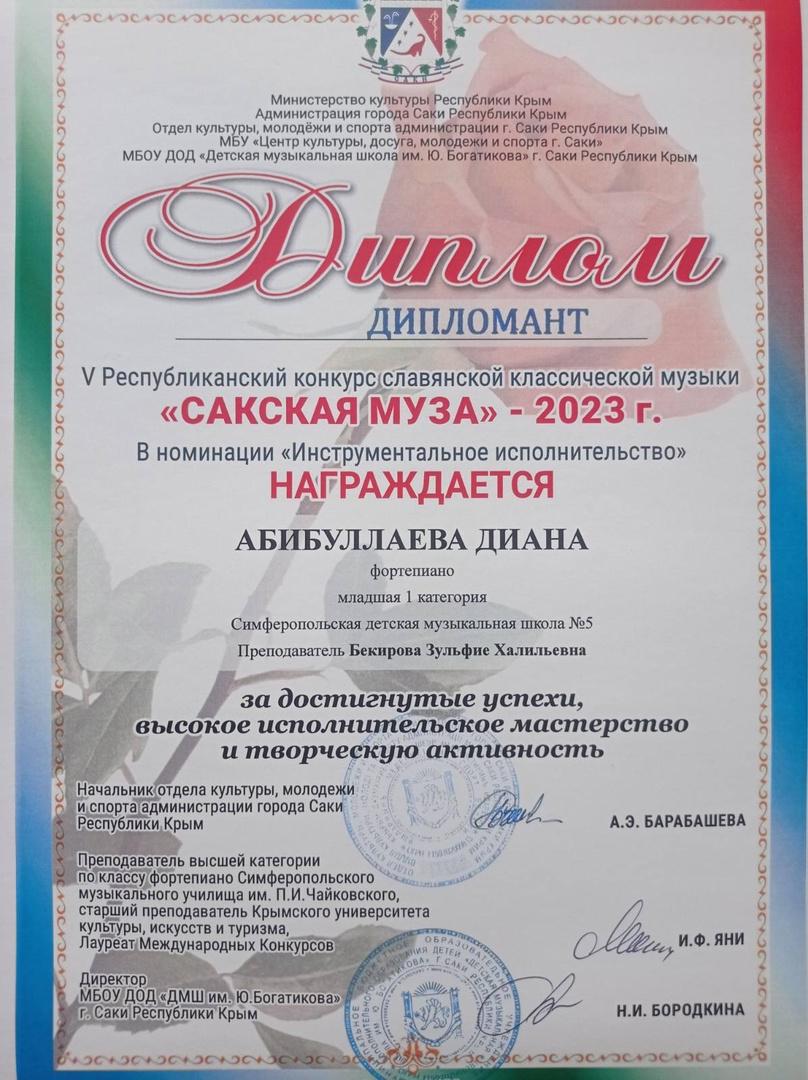 САКИ
Министерство культуры Республики Крым
Администрация города Саки Республики Крым
Отдел культуры, молодёжи и спорта администрации г. Саки Республики Крым
МБУ «Центр культуры, досуга, молодежи и спорта г. Саки»
МБОУ ДОД «Детская музыкальная школа им. Ю. Богатикова» г. Саки Республики Крым
Диплом
ДИПЛОМАНТ
V Республиканский конкурс славянской классической музыки
«САКСКАЯ МУЗА» - 2023 г.
В номинации «Инструментальное исполнительство»
НАГРАЖДАЕТСЯ
АБИБУЛЛАЕВА ДИАНА
фортепиано
младшая 1 категория
Симферопольская детская музыкальная школа №5
Преподаватель Бекирова Зульфие Халильевна
за достигнутые успехи,
высокое исполнительское мастерство
и творческую активность
Начальник отдела культуры, молодежи
и спорта администрации города Саки
Республики Крым
А.Э. БАРАБАШЕВА
Преподаватель высшей категории
по классу фортепиано Симферопольского
музыкального училища им. П.И.Чайковского,
старший преподаватель Крымского университета
культуры, искусств и туризма,
Лауреат Международных Конкурсов
И.Ф. ЯНИ
Директор
МБОУ ДОД «ДМШ им. Ю.Богатикова»
г. Саки Республики Крым
Н.И. БОРОДКИНА